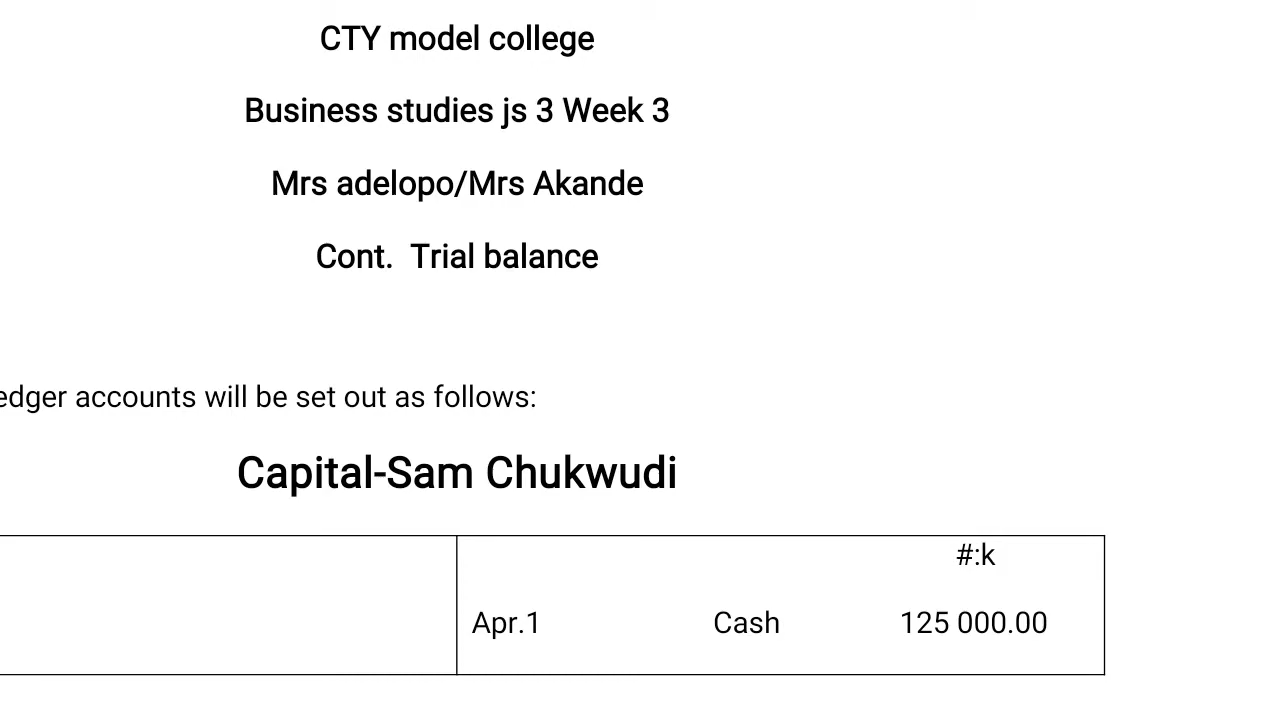 CTY model college
Business studies js 3 Week 3
Mrs adelopo/Mrs Akande
Cont. Trial balance
edger accounts will be set out as follows:
Capital-Sam Chukwudi
#:k
Apr.1 Cash 125 000.00